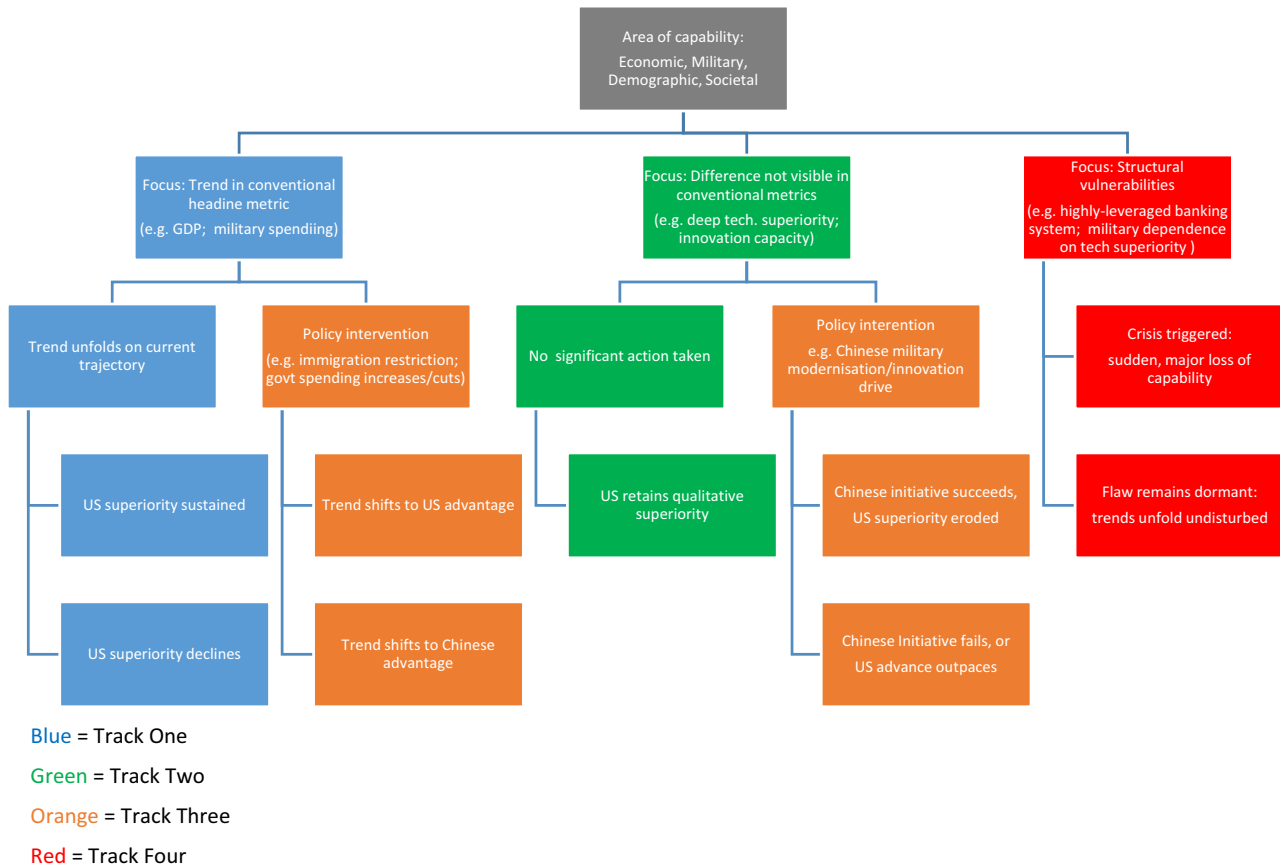 Area of capability:
Economic, Military,
Demographic, Societal
Focus: Trend in conventional
headine metric
(e.g. GDP; military spendiing)
Focus: Difference not visible in
conventional metrics
(e.g. deep tech. superiority;
innovation capacity)
Focus: Structural
vulnerabilities
(e.g. highly-leveraged banking
system; military dependence
on tech superiority )
Trend unfolds on current
trajectory
Policy intervention
(e.g. immigration restriction;
govt spending increases/cuts)
No significant action taken
Policy interention
e.g. Chinese military
modernisation/innovation
drive
Crisis triggered:
sudden, major loss of
capability
US superiority sustained
Trend shifts to US advantage
US retains qualitative
superiority
Chinese initiative succeeds,
US superiority eroded
Flaw remains dormant:
trends unfold undisturbed
US superiority declines
Trend shifts to Chinese
advantage
Chinese Initiative fails, or
US advance outpaces
Blue = Track One
Green = Track Two
Orange = Track Three
Red = Track Four